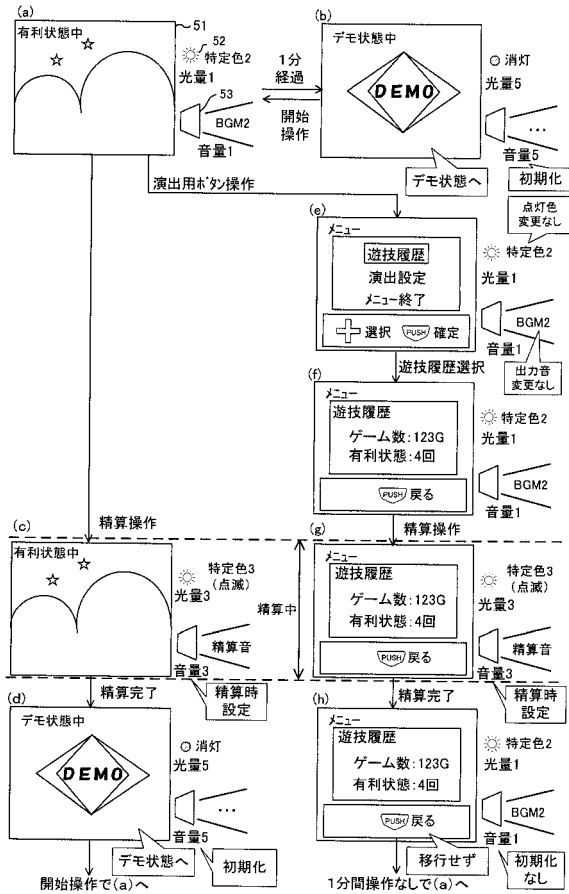 (a)
有利状態中
51
52
特定色2
光量1
53
BGM2
音量1
1分
経過
開始
操作
(b)
デモ状態中
DEMO
消灯
光量5
…
音量5
デモ状態へ
初期化
演出用ボタン操作
(e)
メニュー
遊技履歴
演出設定
メニュー終了
PUSH
選択
確定
点灯色
変更なし
特定色2
光量1
BGM2
音量1
出力音
変更なし
遊技履歴選択
(f)
メニュー
遊技履歴
ゲーム数:123G
有利状態:4回
PUSH 戻る
特定色2
光量1
BGM2
音量1
精算操作
精算操作
(c)
有利状態中
特定色3
(点滅)
光量3
精算音
音量3
精算時
設定
精算中
(g)
メニュー
遊技履歴
ゲーム数:123G
有利状態:4回
PUSH 戻る
特定色3
(点滅)
光量3
精算音
音量3
精算時
設定
精算完了
精算完了
(d)
デモ状態中
DEMO
消灯
光量5
…
音量5
デモ状態へ
初期化
開始操作で(a)へ
(h)
メニュー
遊技履歴
ゲーム数:123G
有利状態:4回
PUSH 戻る
特定色2
光量1
BGM2
音量1
移行せず
初期化
なし
1分間操作なしで(a)へ